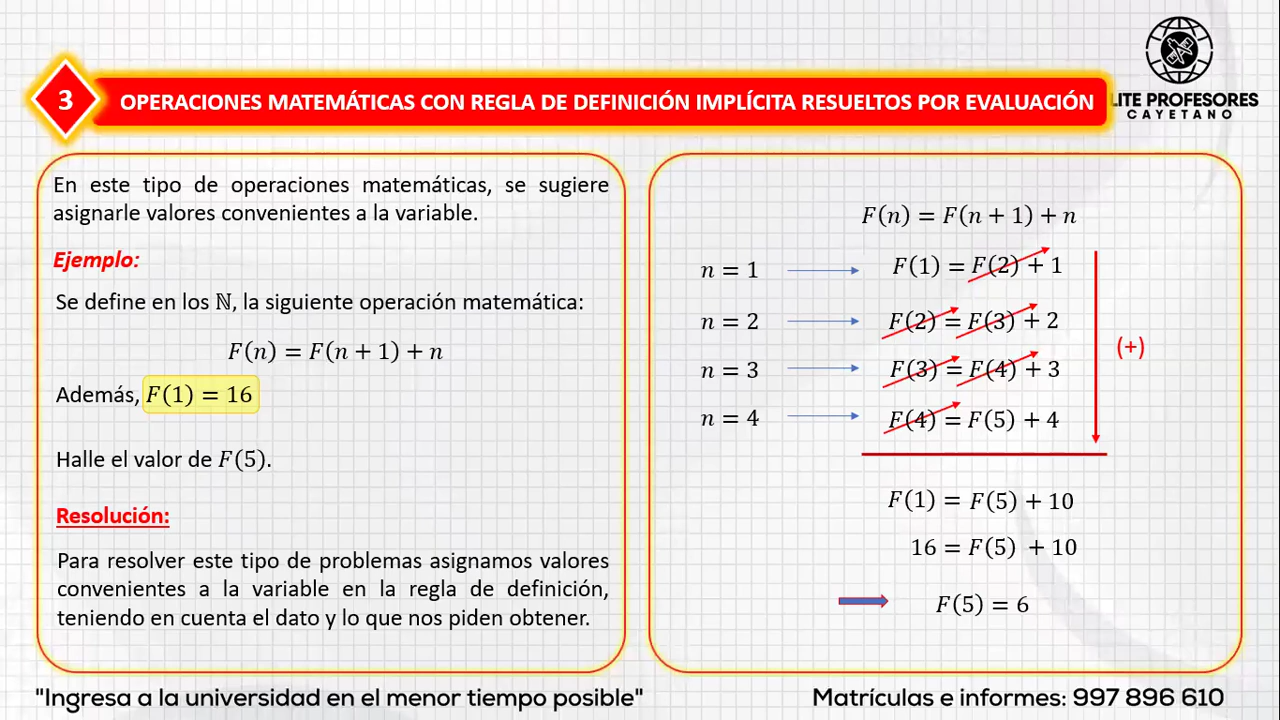 3
OPERACIONES MATEMÁTICAS CON REGLA DE DEFINICIÓN IMPLÍCITA RESUELTOS POR EVALUACIÓN
LITE PROFESORES
CAYETANO
En este tipo de operaciones matemáticas, se sugiere
asignarle valores convenientes a la variable.
Ejemplo:
Se define en los ℕ, la siguiente operación matemática:
F(n) = F(n + 1) + n
Además, F(1) = 16
Halle el valor de F(5).
Resolución:
Para resolver este tipo de problemas asignamos valores
convenientes a la variable en la regla de definición,
teniendo en cuenta el dato y lo que nos piden obtener.
F(n) = F(n + 1) + n
n = 1 F(1) = F(2) + 1
n = 2 F(2) = F(3) + 2
(+)
n = 3 F(3) = F(4) + 3
n = 4 F(4) = F(5) + 4
F(1) = F(5) + 10
16 = F(5) + 10
F(5) = 6
"Ingresa a la universidad en el menor tiempo posible"
Matrículas e informes: 997 896 610